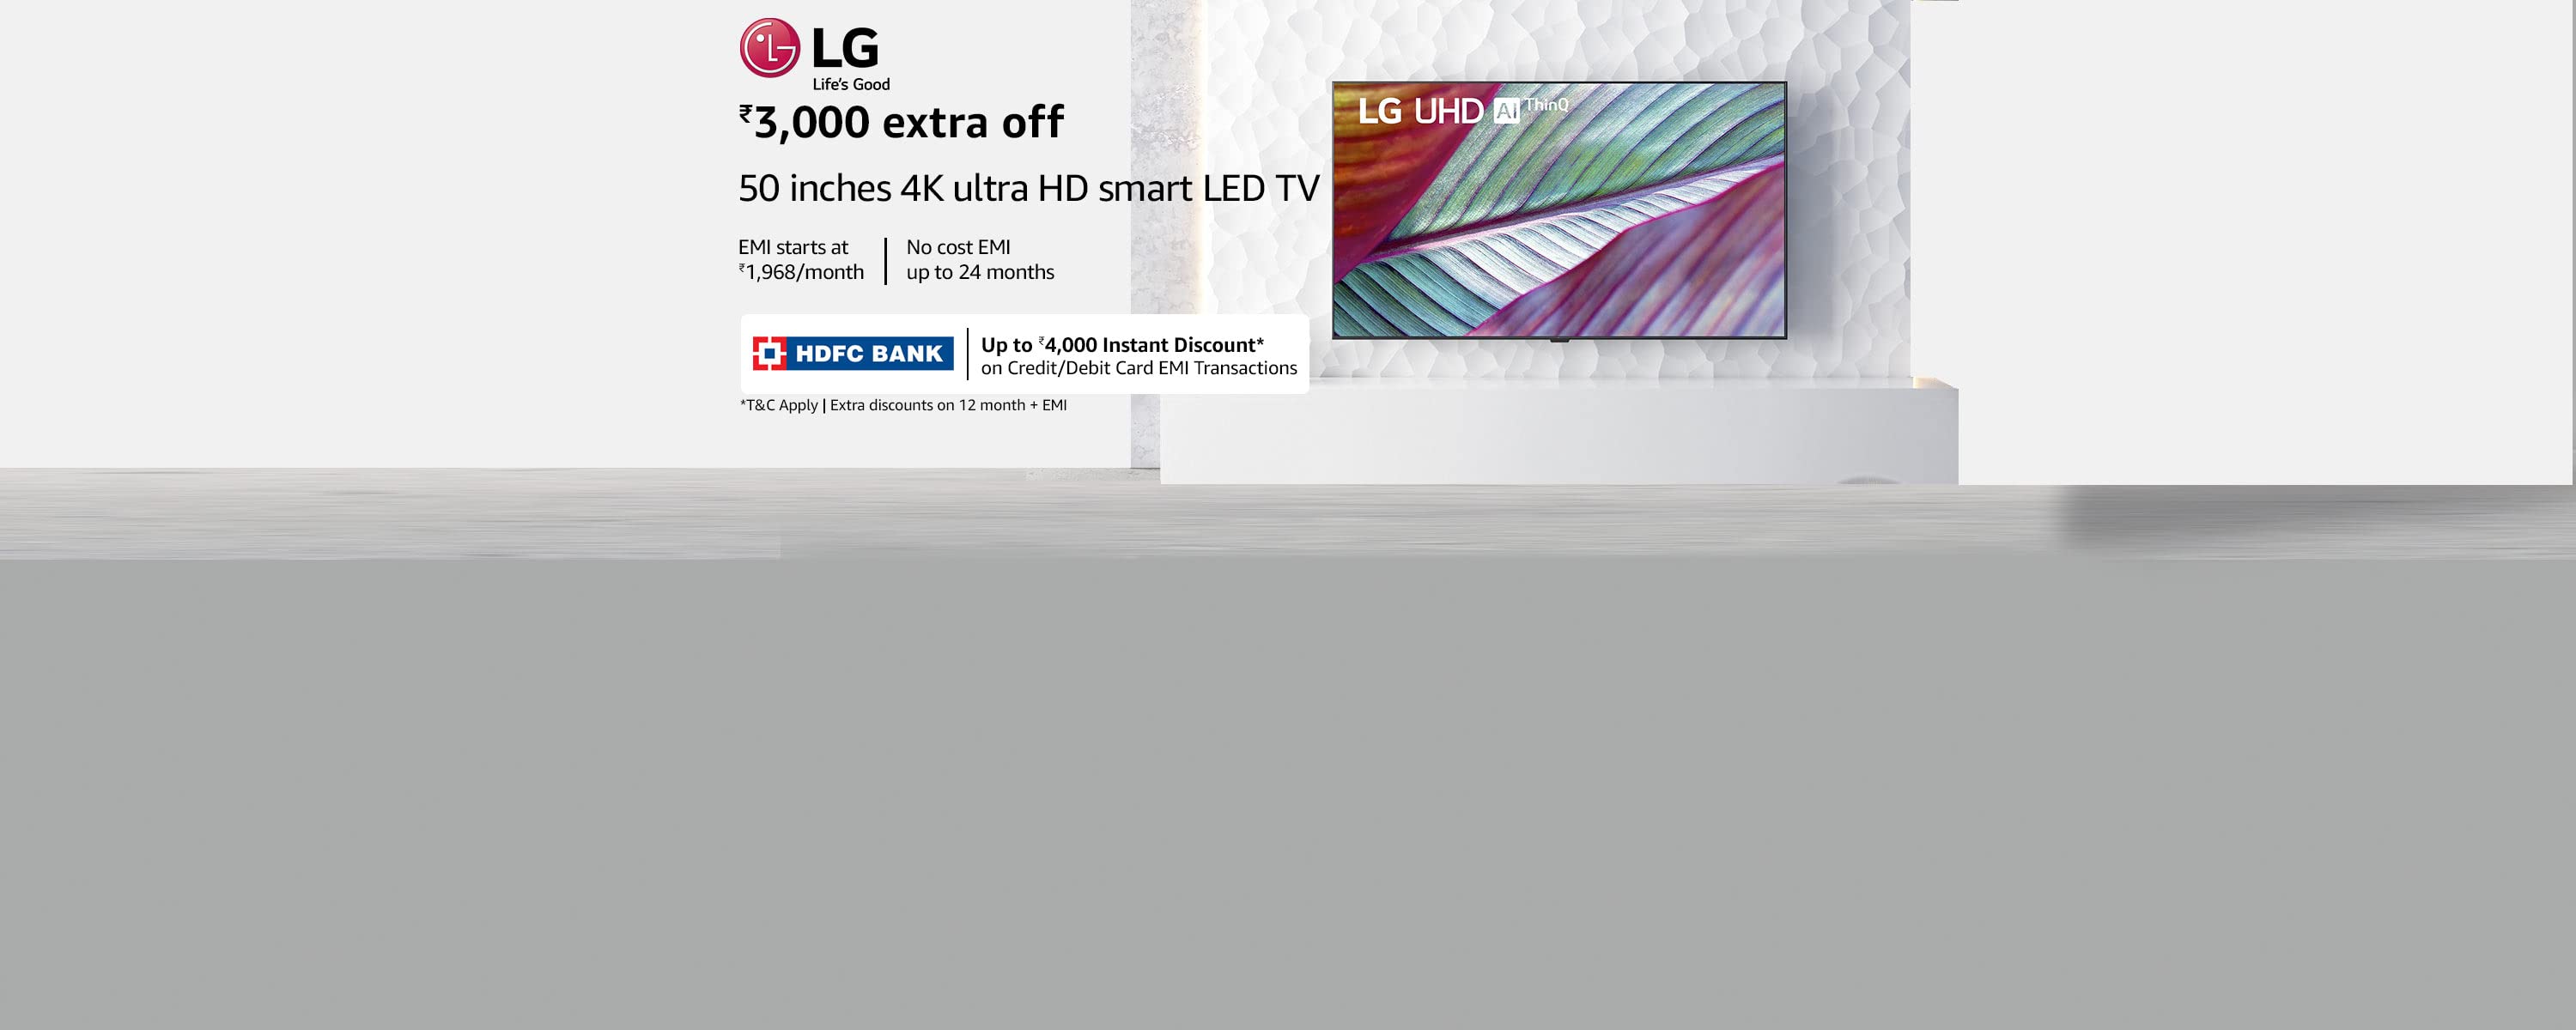 LG
Life's Good
₹3,000 extra off
50 inches 4K ultra HD smart LED TV
EMI starts at
₹1,968/month
No cost EMI
up to 24 months
HDFC BANK
Up to ₹4,000 Instant Discount*
on Credit/Debit Card EMI Transactions
*T&C Apply | Extra discounts on 12 month + EMI
LG UHD AI ThinQ